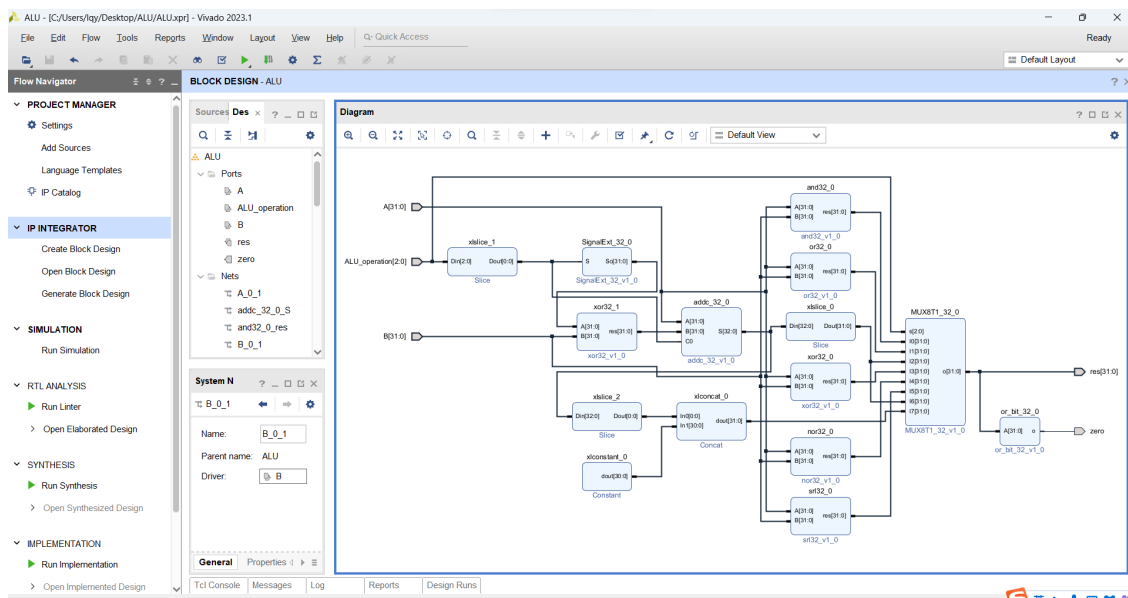 ALU - [C:/Users/lqy/Desktop/ALU/ALU.xpr] - Vivado 2023.1
File Edit Flow Tools Reports Window Layout View Help Q- Quick Access Ready
Default Layout
Flow Navigator
PROJECT MANAGER
Settings
Add Sources
Language Templates
IP Catalog
IP INTEGRATOR
Create Block Design
Open Block Design
Generate Block Design
SIMULATION
Run Simulation
RTL ANALYSIS
Run Linter
Open Elaborated Design
SYNTHESIS
Run Synthesis
Open Synthesized Design
IMPLEMENTATION
Run Implementation
Open Implemented Design
BLOCK DESIGN - ALU
Sources Des
ALU
Ports
A
ALU_operation
B
res
zero
Nets
A_0_1
addc_32_0_S
and32_0_res
B_0_1
System N
B_0_1
Name: B_0_1
Parent name: ALU
Driver: B
General Properties
Tcl Console Messages Log Reports Design Runs
Diagram
Default View
A[31:0]
ALU_operation[2:0]
B[31:0]
xlslice_1
Din[2:0] Dout[0:0]
Slice
SignalExt_32_0
S So[31:0]
SignalExt_32_v1_0
xor32_1
A[31:0]
B[31:0]
res[31:0]
xor32_v1_0
addc_32_0
A[31:0]
B[31:0]
C0
S[32:0]
addc_32_v1_0
xlslice_2
Din[32:0] Dout[0:0]
Slice
xlconcat_0
In0[0:0]
In1[30:0]
dout[31:0]
Concat
xlconstant_0
dout[30:0]
Constant
and32_0
A[31:0]
B[31:0]
res[31:0]
and32_v1_0
or32_0
A[31:0]
B[31:0]
res[31:0]
or32_v1_0
xlslice_0
Din[32:0] Dout[31:0]
Slice
xor32_0
A[31:0]
B[31:0]
res[31:0]
xor32_v1_0
nor32_0
A[31:0]
B[31:0]
res[31:0]
nor32_v1_0
srl32_0
A[31:0]
B[31:0]
res[31:0]
srl32_v1_0
MUX8T1_32_0
s[2:0]
I0[31:0]
I1[31:0]
I2[31:0]
I3[31:0]
I4[31:0]
I5[31:0]
I6[31:0]
I7[31:0]
o[31:0]
MUX8T1_32_v1_0
or_bit_32_0
A[31:0] o
or_bit_32_v1_0
res[31:0]
zero